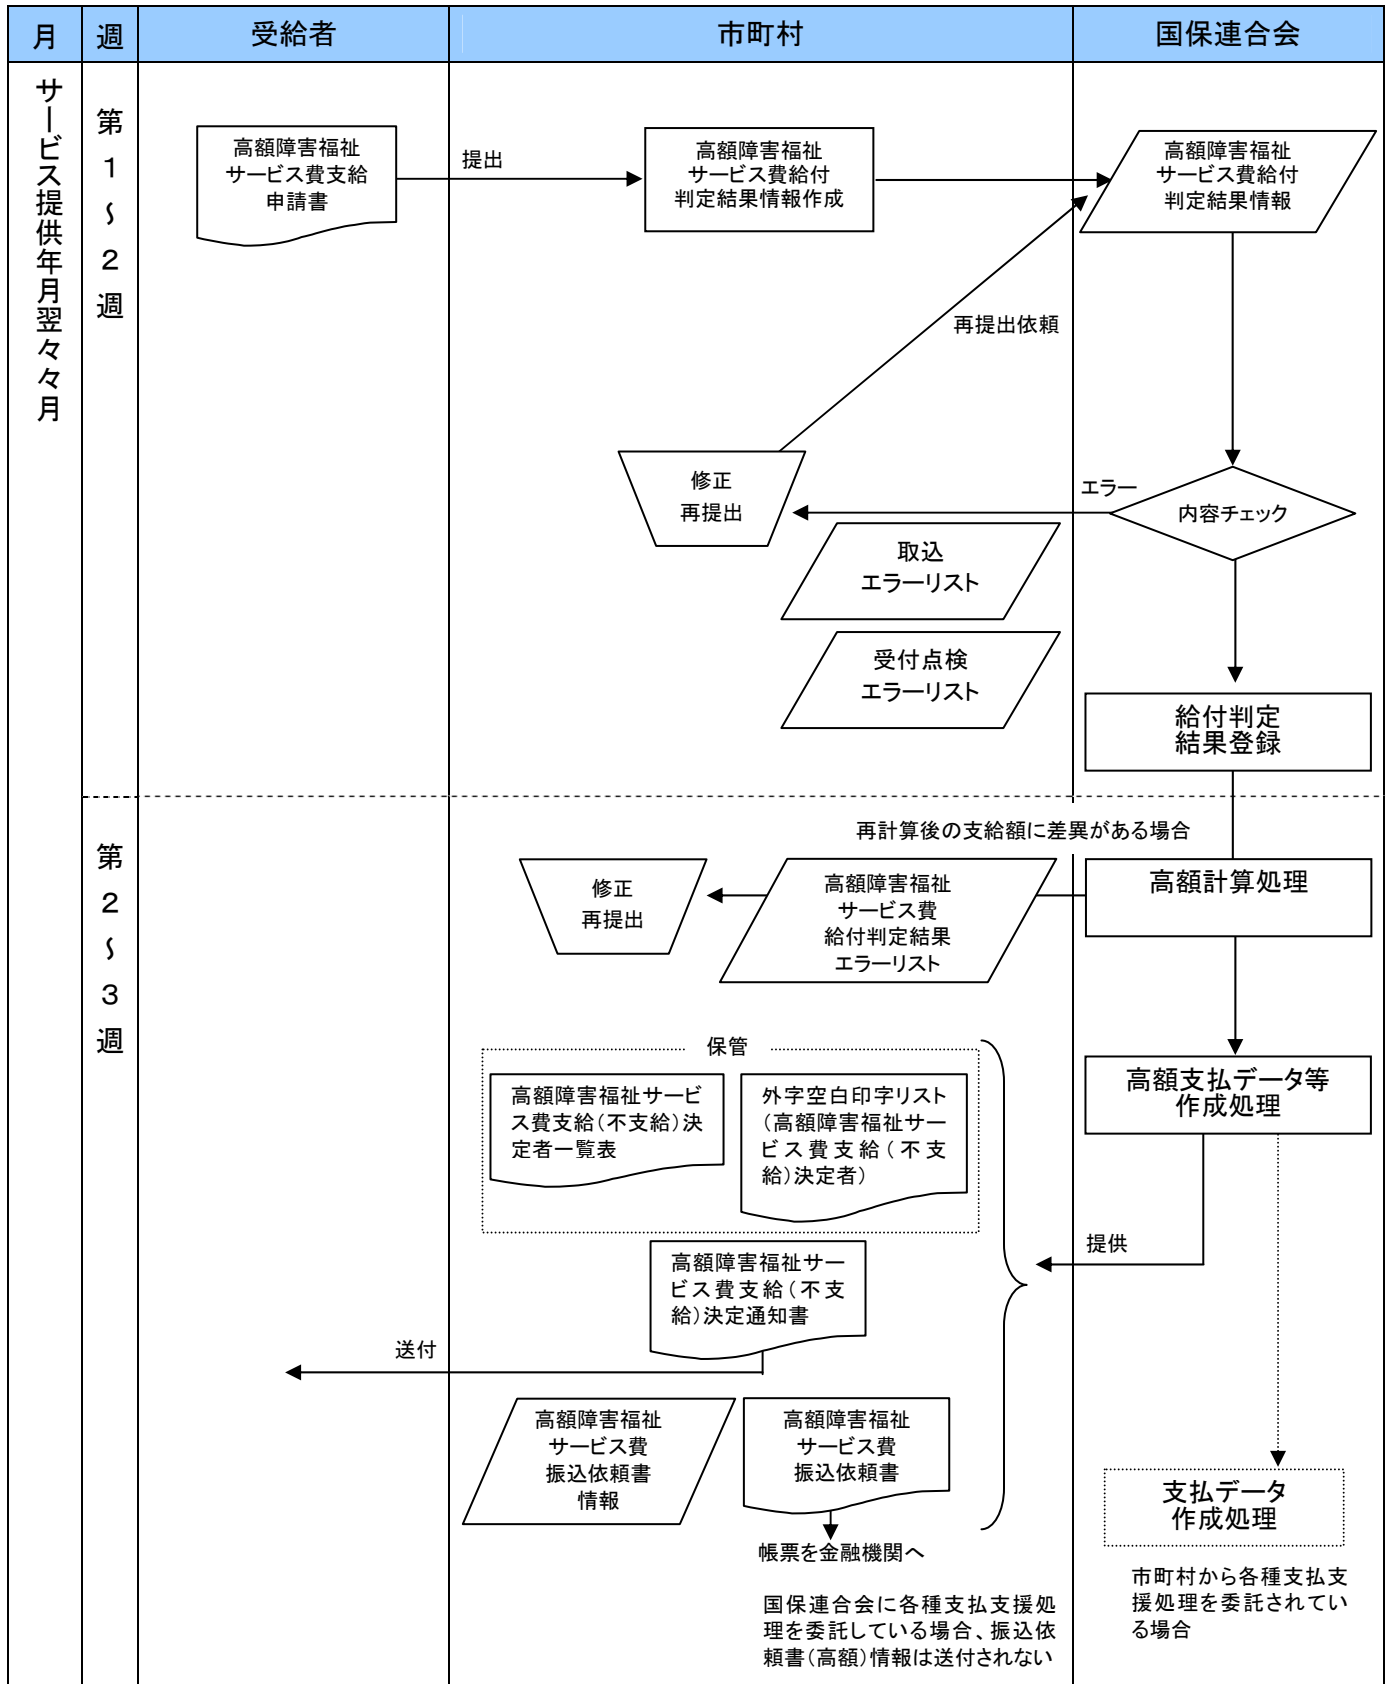 月
週
受給者
市町村
国保連合会
サービス提供年月翌々々月
第1～2週
高額障害福祉
サービス費支給
申請書
提出
高額障害福祉
サービス費給付
判定結果情報作成
高額障害福祉
サービス費給付
判定結果情報
再提出依頼
修正
再提出
エラー
内容チェック
取込
エラーリスト
受付点検
エラーリスト
給付判定
結果登録
第2～3週
再計算後の支給額に差異がある場合
修正
再提出
高額障害福祉
サービス費
給付判定結果
エラーリスト
高額計算処理
保管
高額障害福祉サービ
ス費支給(不支給)決
定者一覧表
外字空白印字リスト
(高額障害福祉サー
ビス費支給(不支
給)決定者)
高額支払データ等
作成処理
提供
高額障害福祉サー
ビス費支給(不支
給)決定通知書
送付
高額障害福祉
サービス費
振込依頼書
情報
高額障害福祉
サービス費
振込依頼書
帳票を金融機関へ
支払データ
作成処理
国保連合会に各種支払支援処
理を委託している場合、振込依
頼書(高額)情報は送付されない
市町村から各種支払支
援処理を委託されてい
る場合